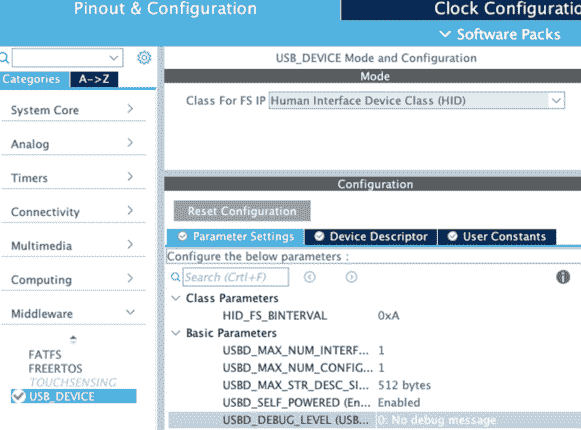 Pinout & Configuration
Clock Configuratio
Software Packs
Categories
A->Z
System Core
Analog
Timers
Connectivity
Multimedia
Computing
Middleware
FATFS
FREERTOS
TOUCHSENSING
USB_DEVICE
USB_DEVICE Mode and Configuration
Mode
Class For FS IP Human Interface Device Class (HID)
Configuration
Reset Configuration
Parameter Settings Device Descriptor User Constants
Configure the below parameters :
Search (Crtl+F)
Class Parameters
HID_FS_BINTERVAL 0xA
Basic Parameters
USBD_MAX_NUM_INTERF... 1
USBD_MAX_NUM_CONFIG... 1
USBD_MAX_STR_DESC_SI... 512 bytes
USBD_SELF_POWERED (En... Enabled
USBD_DEBUG_LEVEL (USB... 0: No debug message